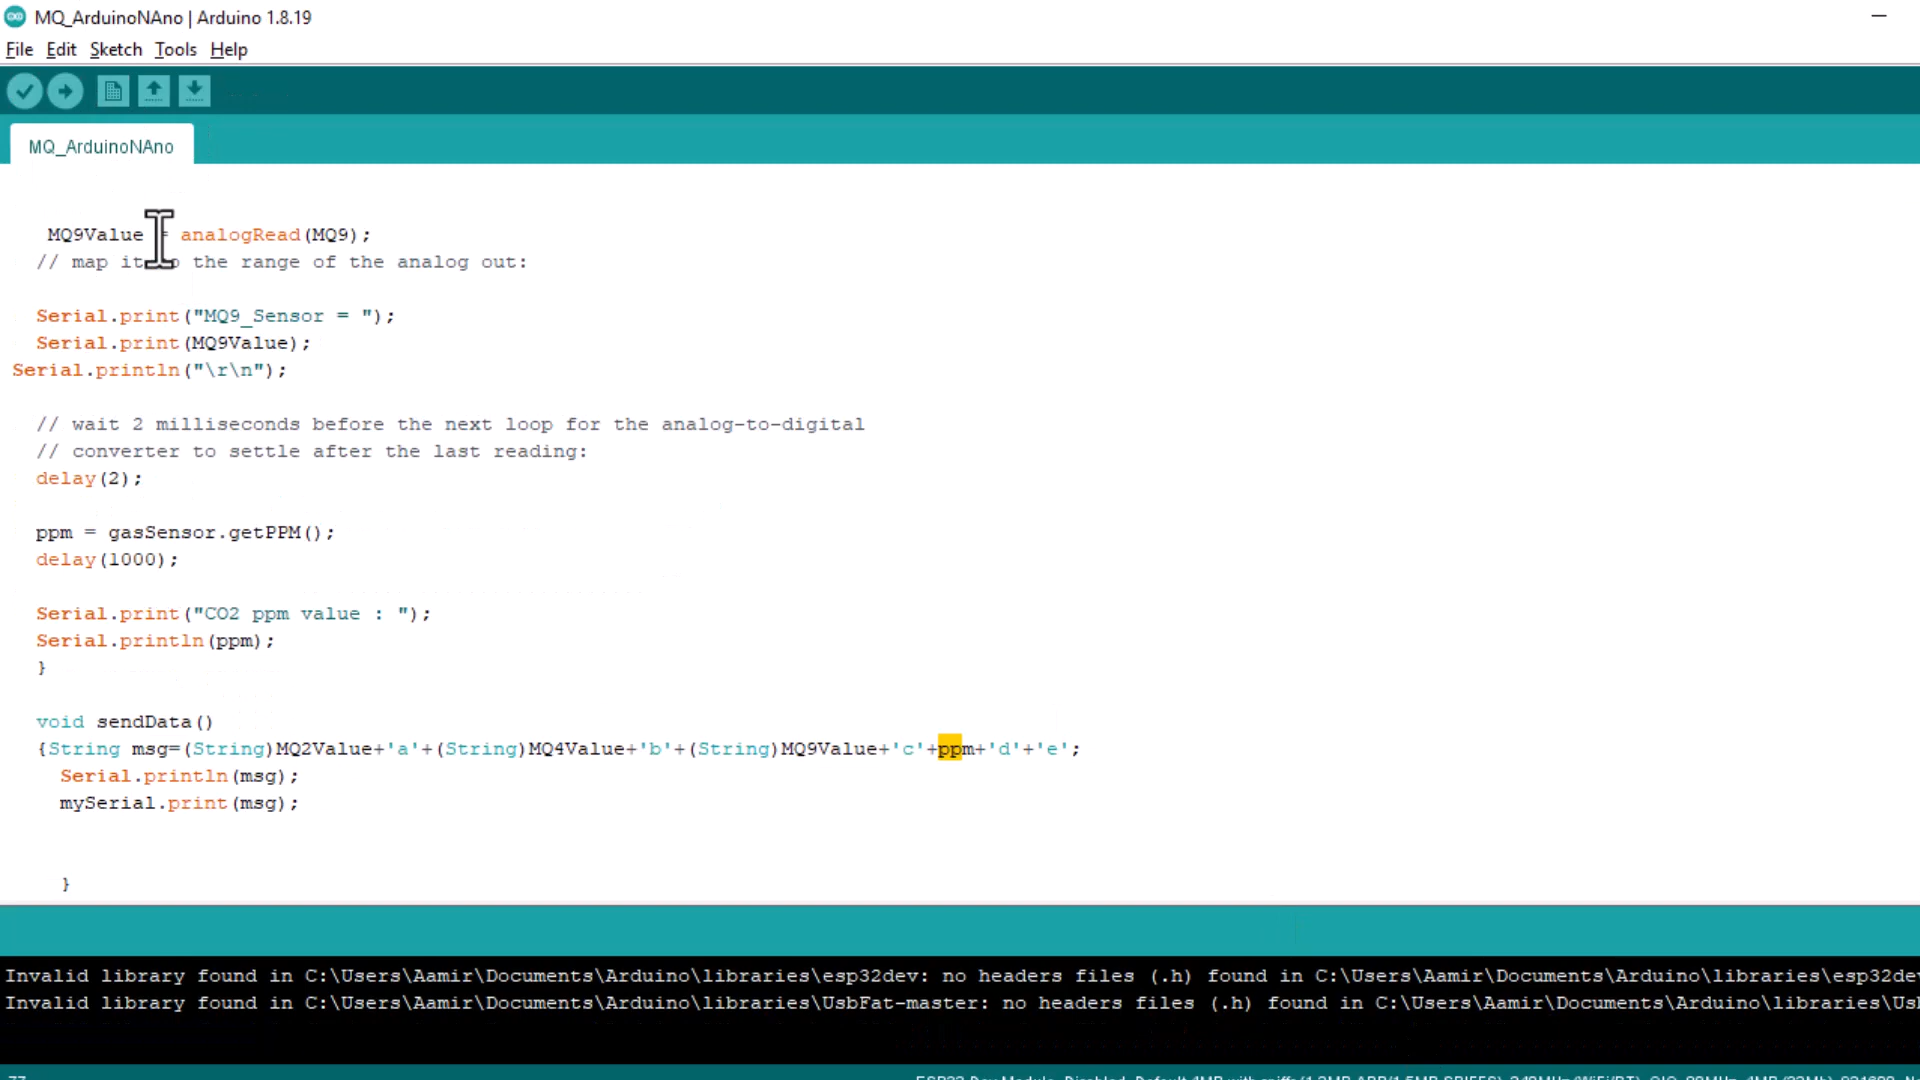 MQ_ArduinoNAno | Arduino 1.8.19
File Edit Sketch Tools Help
MQ_ArduinoNAno
MQ9Value = analogRead(MQ9);
// map it the range of the analog out:
Serial.print("MQ9_Sensor = ");
Serial.print(MQ9Value);
Serial.println("\r\n");
// wait 2 milliseconds before the next loop for the analog-to-digital
// converter to settle after the last reading:
delay(2);
ppm = gasSensor.getPPM();
delay(1000);
Serial.print("CO2 ppm value : ");
Serial.println(ppm);
}
void sendData()
{String msg=(String)MQ2Value+'a'+(String)MQ4Value+'b'+(String)MQ9Value+'c'+ppm+'d'+'e';
Serial.println(msg);
mySerial.print(msg);
}
Invalid library found in C:\Users\Aamir\Documents\Arduino\libraries\esp32dev: no headers files (.h) found in C:\Users\Aamir\Documents\Arduino\libraries\esp32de
Invalid library found in C:\Users\Aamir\Documents\Arduino\libraries\UsbFat-master: no headers files (.h) found in C:\Users\Aamir\Documents\Arduino\libraries\Us